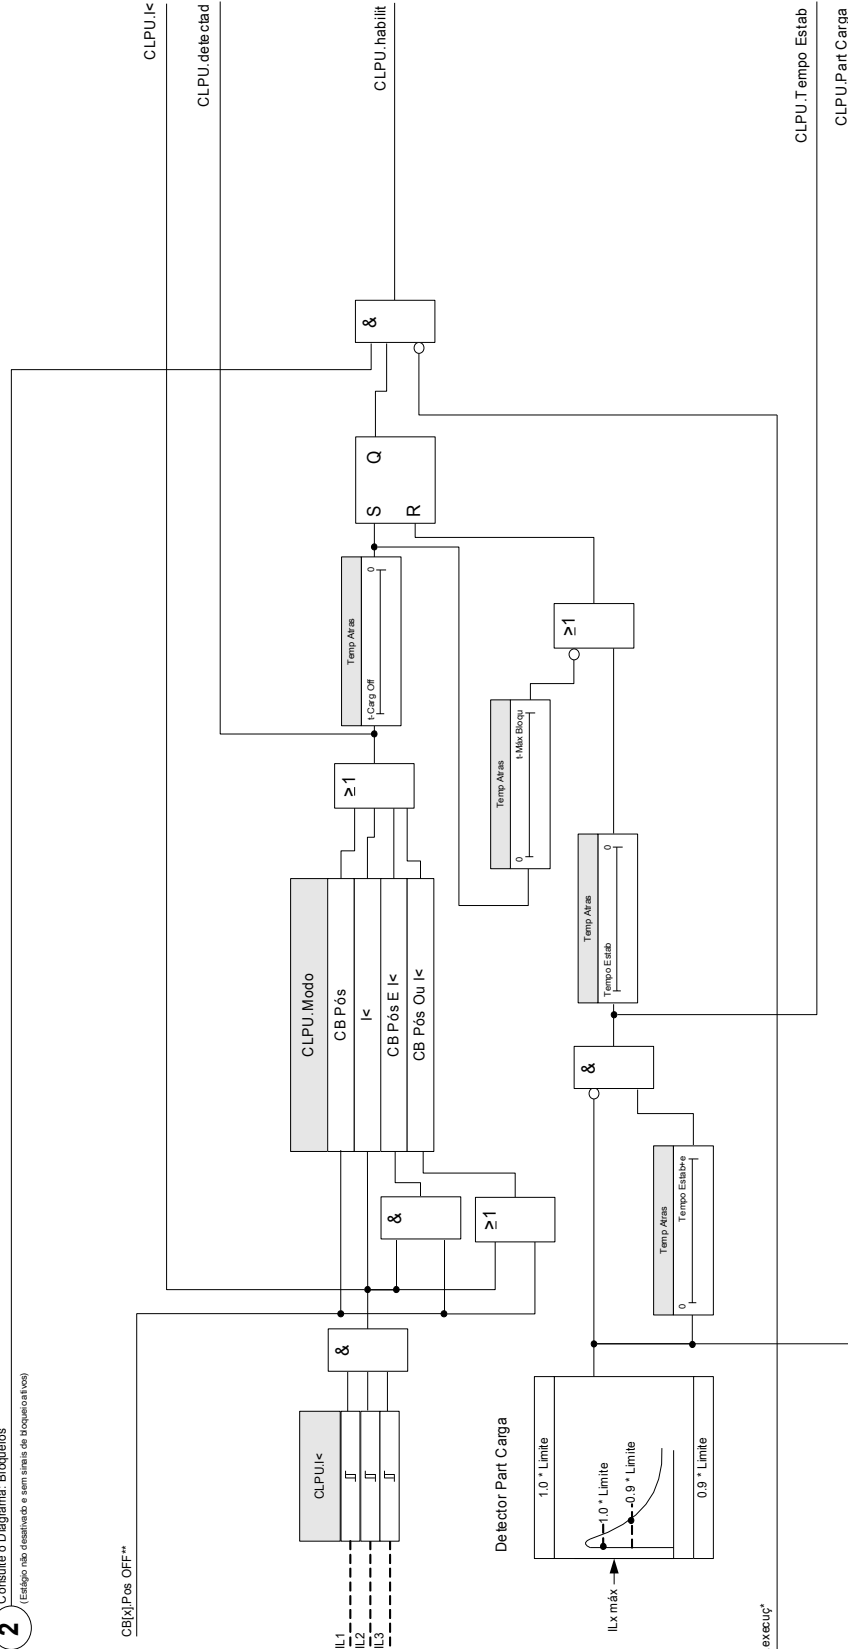 2
Consulte o Diagrama: Bloqueios
(Estágio não desativado e sem sinais de bloqueio ativos)
CLPU.I<
CLPU.detectad
CLPU.habilit
CLPU.Tempo Estab
CLPU.Part Carga
CB[x].Pos OFF**
IL1
IL2
IL3
CLPU.I<
&
&
≥1
CLPU.Modo
CB Pós
I<
CB Pós E I<
CB Pós Ou I<
≥1
Temp Atras
t-Carg Off
0
S
R
Q
&
Temp Atras
0
t-Máx Bloqu
≥1
Detector Part Carga
ILx máx
1.0 * Limite
1.0 * Limite
0.9 * Limite
0.9 * Limite
Temp Atras
0
Tempo Estab+e
&
Temp Atras
Tempo Estab
0
execuç*